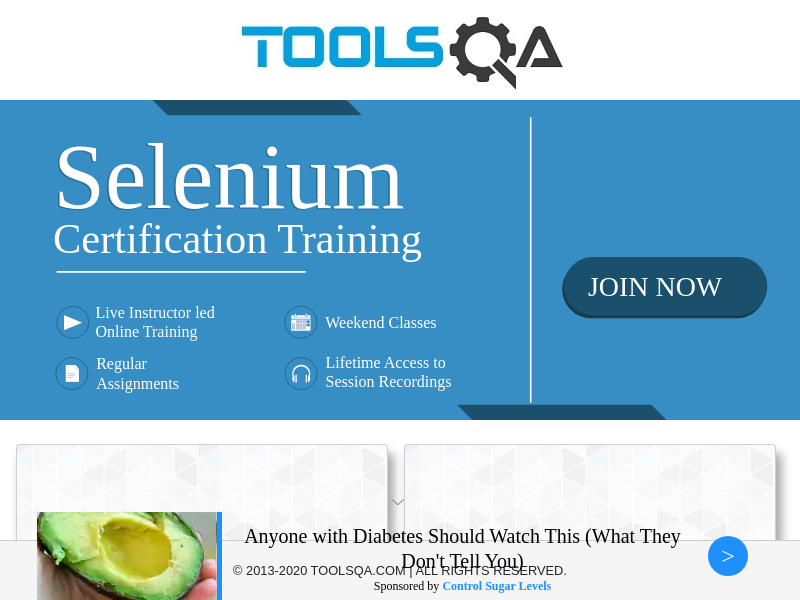 TOOLSQA
Selenium
Certification Training
JOIN NOW
Live Instructor led
Online Training
Weekend Classes
Regular
Assignments
Lifetime Access to
Session Recordings
Anyone with Diabetes Should Watch This (What They
Don't Tell You)
© 2013-2020 TOOLSQA.COM | ALL RIGHTS RESERVED.
Sponsored by Control Sugar Levels
>